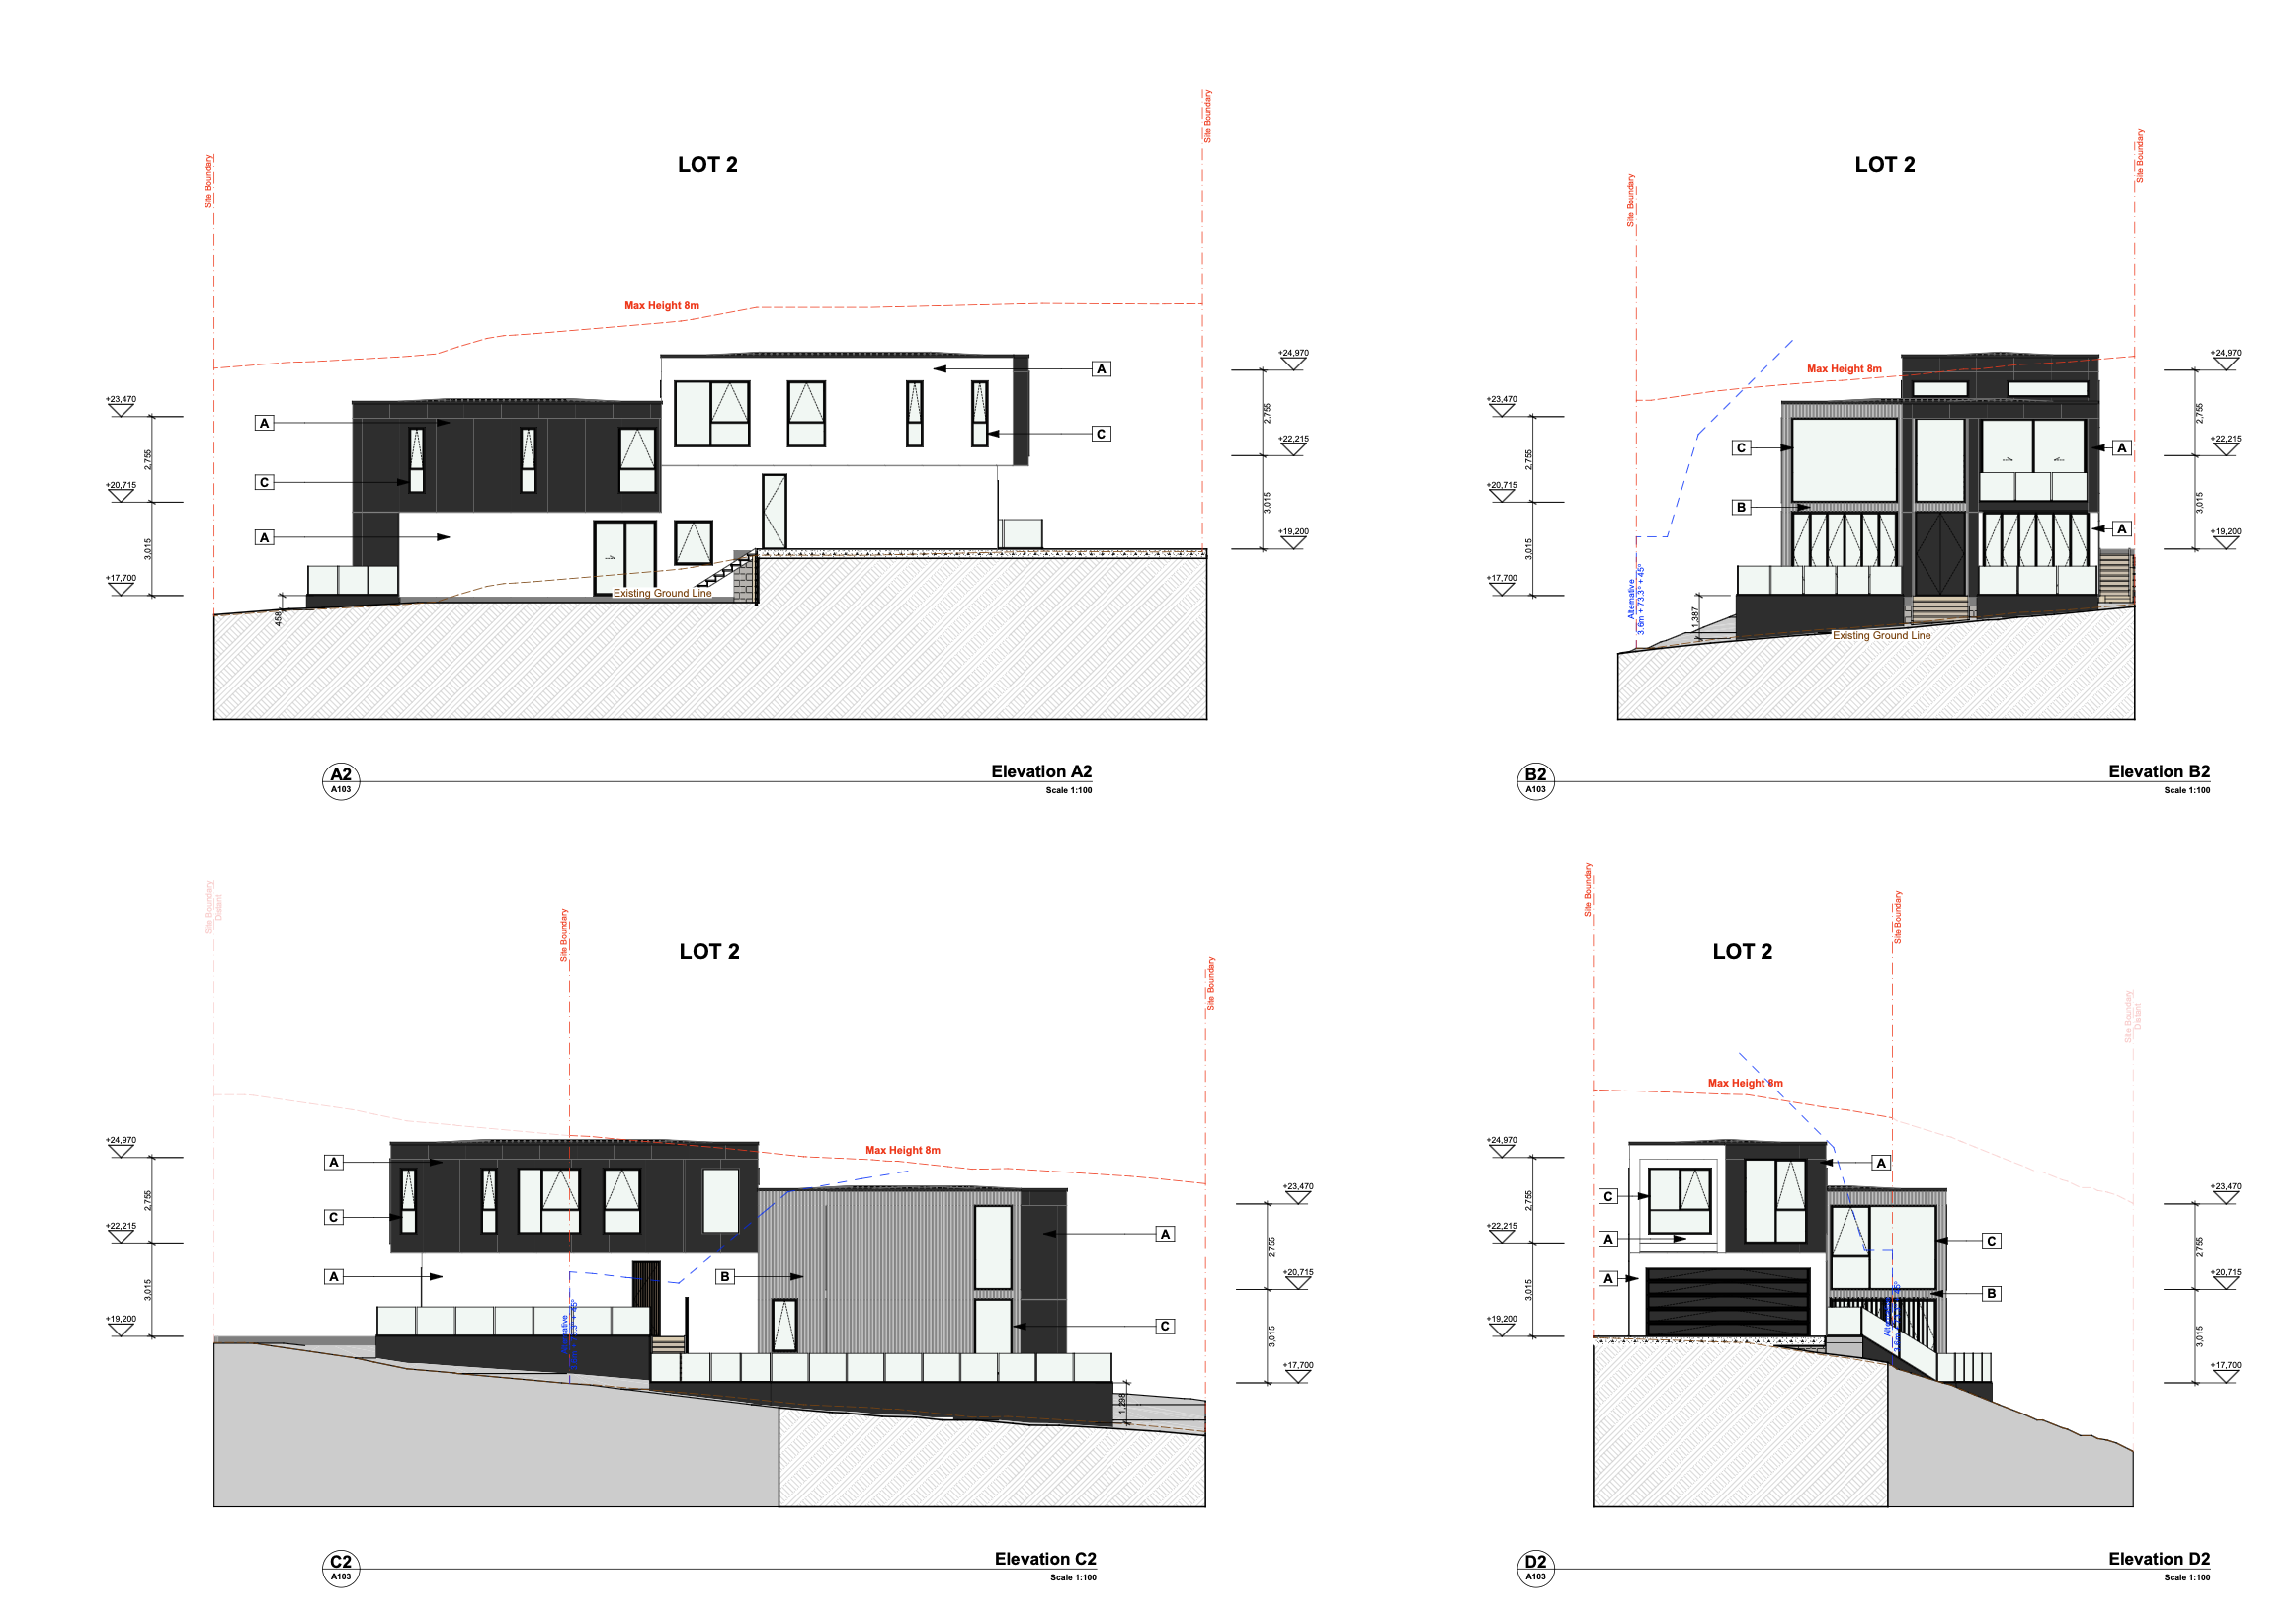 LOT 2
Site Boundary
Site Boundary
Max Height 8m
+23,470
2,755
+20,715
3,015
+17,700
458
A
C
A
A
C
+24,970
2,755
+22,215
3,015
+19,200
Existing Ground Line
A2
A103
Elevation A2
Scale 1:100
LOT 2
Site Boundary
Site Boundary
Max Height 8m
+23,470
2,755
+20,715
3,015
+17,700
1,387
Alternative
3.6m + 73.3° + 45°
C
B
A
A
+24,970
2,755
+22,215
3,015
+19,200
Existing Ground Line
B2
A103
Elevation B2
Scale 1:100
LOT 2
Site Boundary
Distant
Site Boundary
Site Boundary
Max Height 8m
+24,970
2,755
+22,215
3,015
+19,200
A
C
A
B
A
C
Alternative
1,298
+23,470
2,755
+20,715
3,015
+17,700
C2
A103
Elevation C2
Scale 1:100
LOT 2
Site Boundary
Site Boundary
Site Boundary
Distant
Max Height 8m
+24,970
2,755
+22,215
3,015
+19,200
C
A
A
A
C
B
+23,470
2,755
+20,715
3,015
+17,700
D2
A103
Elevation D2
Scale 1:100